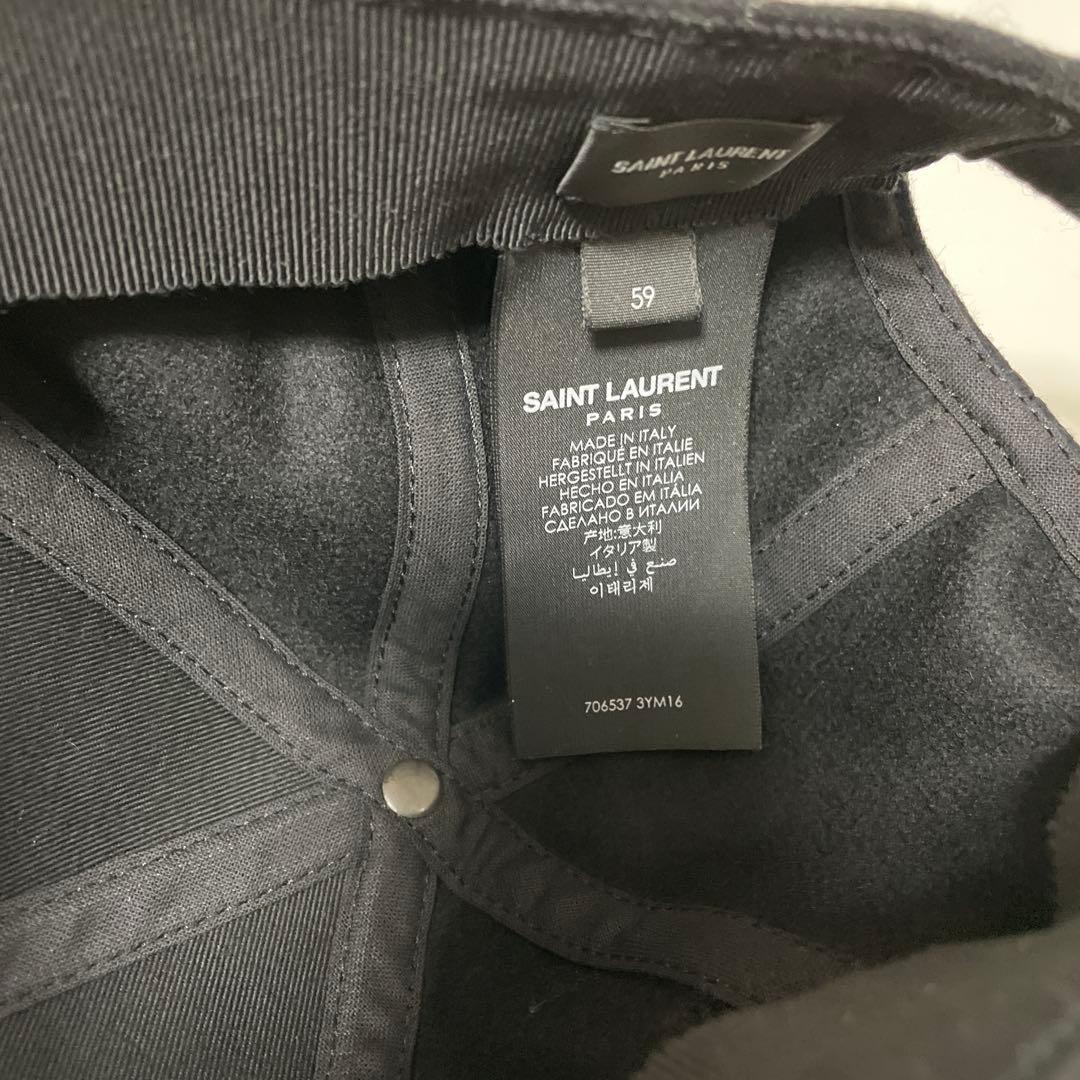 SAINT LAURENT
PARIS
59
SAINT LAURENT
PARIS
MADE IN ITALY
FABRIQUÉ EN ITALIE
HERGESTELLT IN ITALIEN
HECHO EN ITALIA
FABRICADO EM ITÁLIA
СДЕЛАНО В ИТАЛИИ
产地:意大利
イタリア製
صنع في إيطاليا
이태리제
706537 3YM16